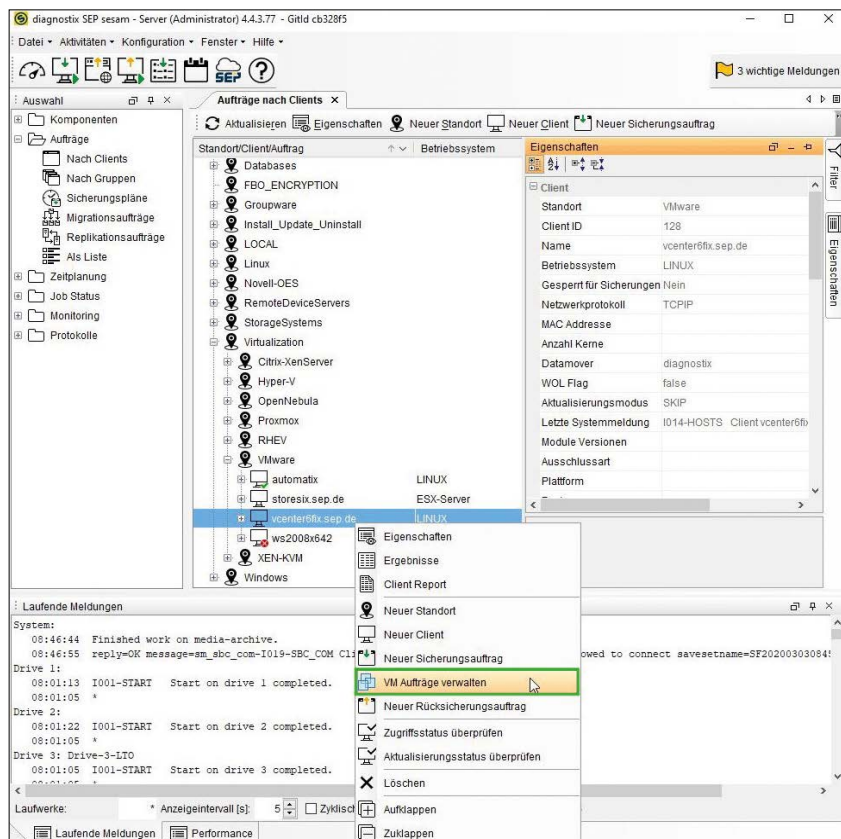 diagnostix SEP sesam - Server (Administrator) 4.4.3.77 - GitId cb328f5
Datei Aktivitäten Konfiguration Fenster Hilfe
SEP
3 wichtige Meldungen
Auswahl
Komponenten
Aufträge
Nach Clients
Nach Gruppen
Sicherungspläne
Migrationsaufträge
Replikationsaufträge
Als Liste
Zeitplanung
Job Status
Monitoring
Protokolle
Aufträge nach Clients
Aktualisieren Eigenschaften Neuer Standort Neuer Client Neuer Sicherungsauftrag
Standort/Client/Auftrag Betriebssystem
Databases
FBO_ENCRYPTION
Groupware
Install_Update_Uninstall
LOCAL
Linux
Novell-OES
RemoteDeviceServers
StorageSystems
Virtualization
Citrix-XenServer
Hyper-V
OpenNebula
Proxmox
RHEV
VMware
automatix LINUX
storesix.sep.de ESX-Server
vcenter6fix.sep.de LINUX
ws2008x642
XEN-KVM
Windows
Eigenschaften
Client
Standort VMware
Client ID 128
Name vcenter6fix.sep.de
Betriebssystem LINUX
Gesperrt für Sicherungen Nein
Netzwerkprotokoll TCPIP
MAC Addresse
Anzahl Kerne
Datamover diagnostix
WOL Flag false
Aktualisierungsmodus SKIP
Letzte Systemmeldung I014-HOSTS Client vcenter6fi
Module Versionen
Ausschlussart
Plattform
Filter
Eigenschaften
Eigenschaften
Ergebnisse
Client Report
Neuer Standort
Neuer Client
Neuer Sicherungsauftrag
VM Aufträge verwalten
Neuer Rücksicherungsauftrag
Zugriffsstatus überprüfen
Aktualisierungsstatus überprüfen
Löschen
Aufklappen
Zuklappen
Laufende Meldungen
System:
08:46:44 Finished work on media-archive.
08:46:55 reply=OK message=sm_sbc_com-I019-SBC_COM Cli owed to connect savesetname=SF20200303084
Drive 1:
08:01:13 I001-START Start on drive 1 completed.
08:01:05 *
Drive 2:
08:01:22 I001-START Start on drive 2 completed.
08:01:05 *
Drive 3: Drive-3-LTO
08:01:05 I001-START Start on drive 3 completed.
Laufwerke: * Anzeigeintervall [s]: 5 Zyklisc
Laufende Meldungen Performance